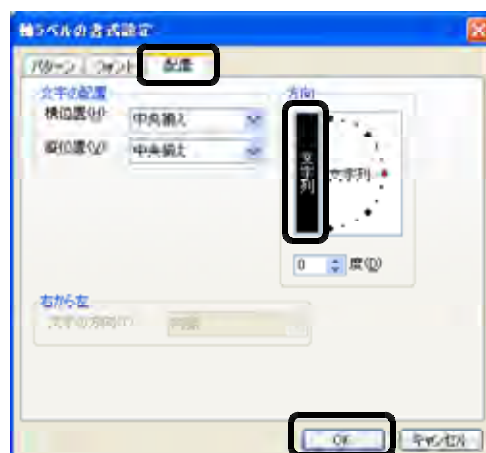 軸ラベルの書式設定
パターン フォント 配置
文字の配置
横位置(H) 中央揃え
縦位置(V) 中央揃え
方向
文字列
文字列
0 度(D)
右から左
文字の方向(T)
OK キャンセル